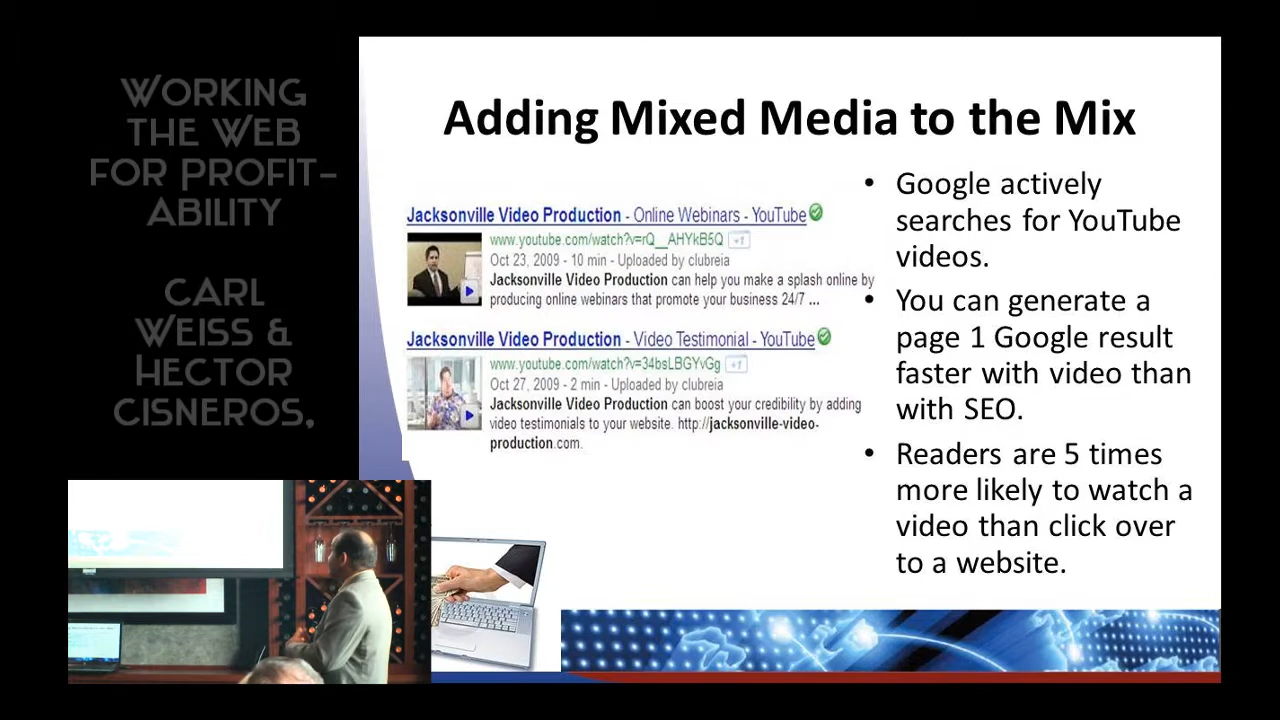 WORKING
THE WEB
FOR PROFIT-
ABILITY
CARL
WEISS &
HECTOR
CISNEROS,
Adding Mixed Media to the Mix
Jacksonville Video Production - Online Webinars - YouTube
www.youtube.com/watch?v=rQ__AHYkB5Q +1
Oct 23, 2009 - 10 min - Uploaded by clubreia
Jacksonville Video Production can help you make a splash online by
producing online webinars that promote your business 24/7 ...
Jacksonville Video Production - Video Testimonial - YouTube
www.youtube.com/watch?v=34bsLBGYvGg +1
Oct 27, 2009 - 2 min - Uploaded by clubreia
Jacksonville Video Production can boost your credibility by adding
video testimonials to your website. http://jacksonville-video-
production.com.
• Google actively
searches for YouTube
videos.
• You can generate a
page 1 Google result
faster with video than
with SEO.
• Readers are 5 times
more likely to watch a
video than click over
to a website.